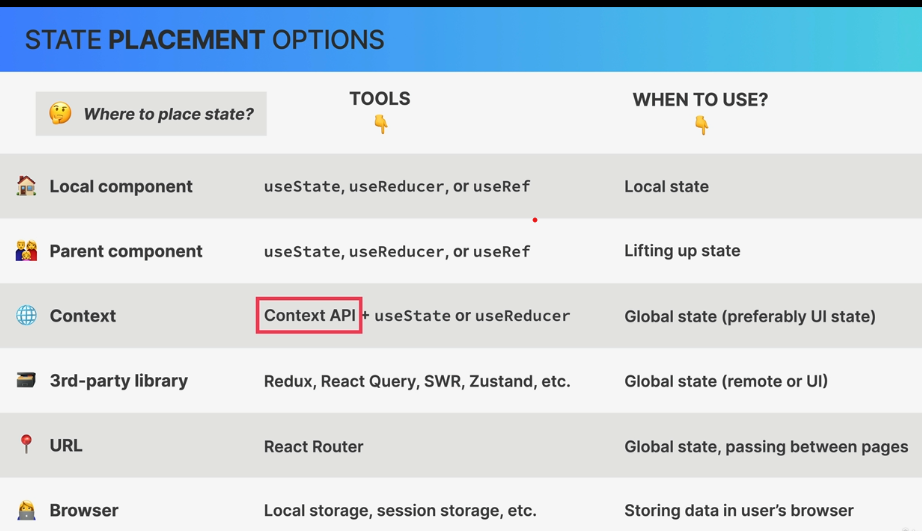 STATE PLACEMENT OPTIONS
Where to place state? TOOLS WHEN TO USE?
Local component useState, useReducer, or useRef Local state
Parent component useState, useReducer, or useRef Lifting up state
Context Context API + useState or useReducer Global state (preferably UI state)
3rd-party library Redux, React Query, SWR, Zustand, etc. Global state (remote or UI)
URL React Router Global state, passing between pages
Browser Local storage, session storage, etc. Storing data in user’s browser